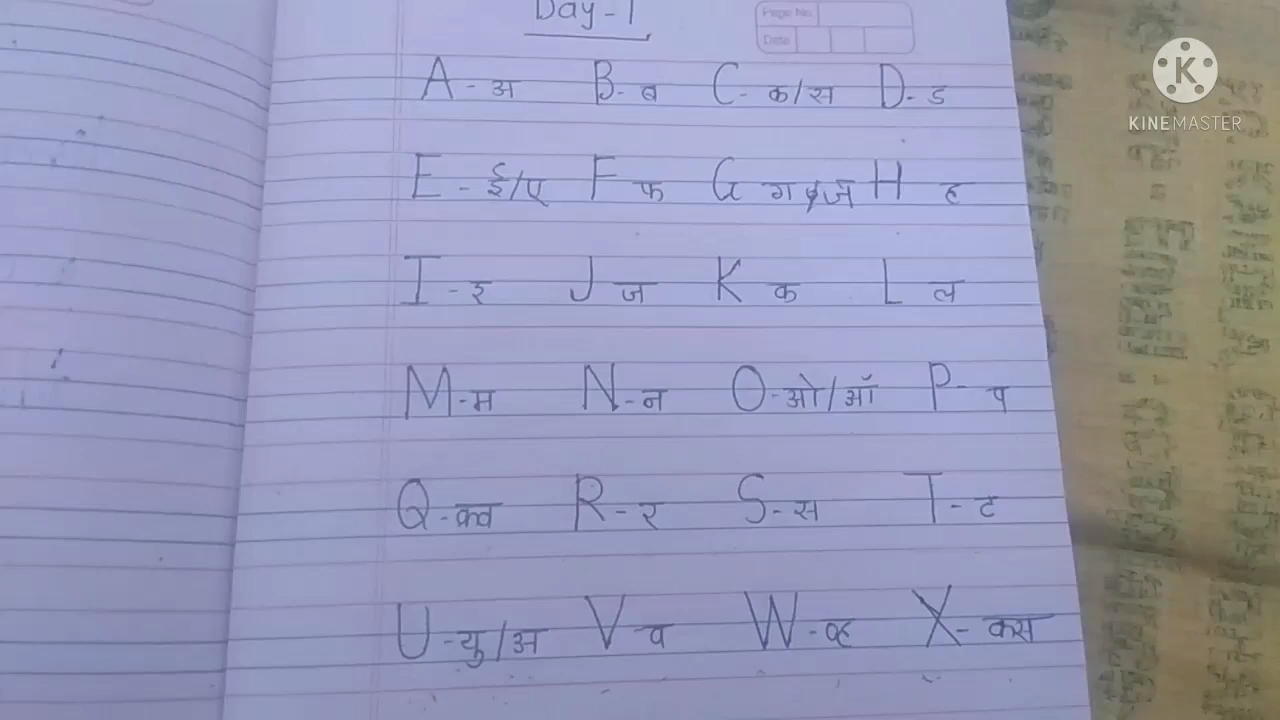 Day-1
Page No.
Date
A - अ B - ब C - क/स D - ड
E - ई/ए F फ G ग/ज H ह
I - इ J ज K क L ल
M - म N - न O - ओ/ऑ P - प
Q - क्व R - र S - स T - ट
U - यु/अ V व W - व्ह X - क्स
KINEMASTER